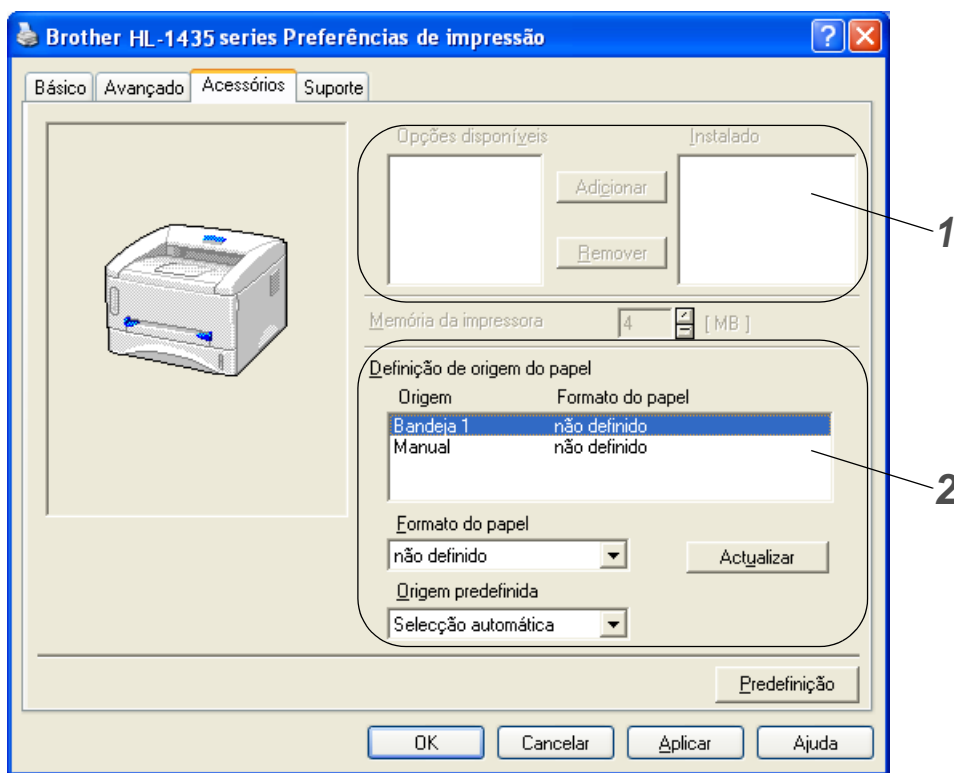 Brother HL-1435 series Preferências de impressão
Básico Avançado Acessórios Suporte
Opções disponíveis Instalado
Adicionar
1
Remover
Memória da impressora 4 [ MB ]
Definição de origem do papel
Origem Formato do papel
Bandeja 1 não definido
Manual não definido
2
Formato do papel
não definido Actualizar
Origem predefinida
Selecção automática
Predefinição
OK Cancelar Aplicar Ajuda